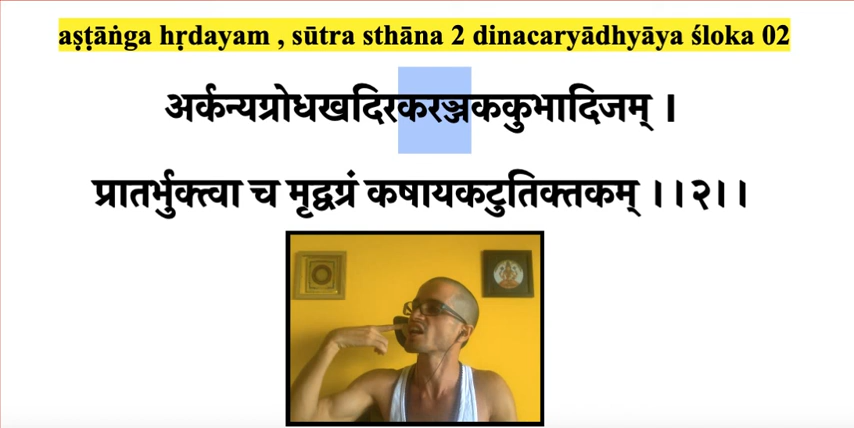 aṣṭāṅga hṛdayam , sūtra sthāna 2 dinacaryādhyāya śloka 02
अर्कन्यग्रोधखदिरकरञ्जककुभादिजम् ।
प्रातर्भुक्त्वा च मृद्वग्रं कषायकटुतिक्तकम् ।।२।।